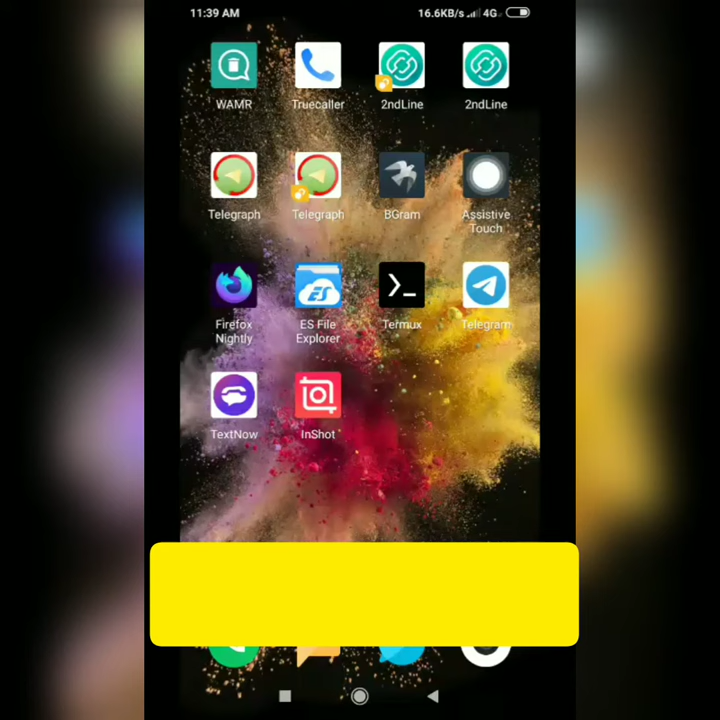 11:39 AM 16.6KB/s 4G
WAMR Truecaller 2ndLine 2ndLine
Telegraph Telegraph BGram Assistive Touch
Firefox Nightly ES File Explorer Termux Telegram
TextNow InShot